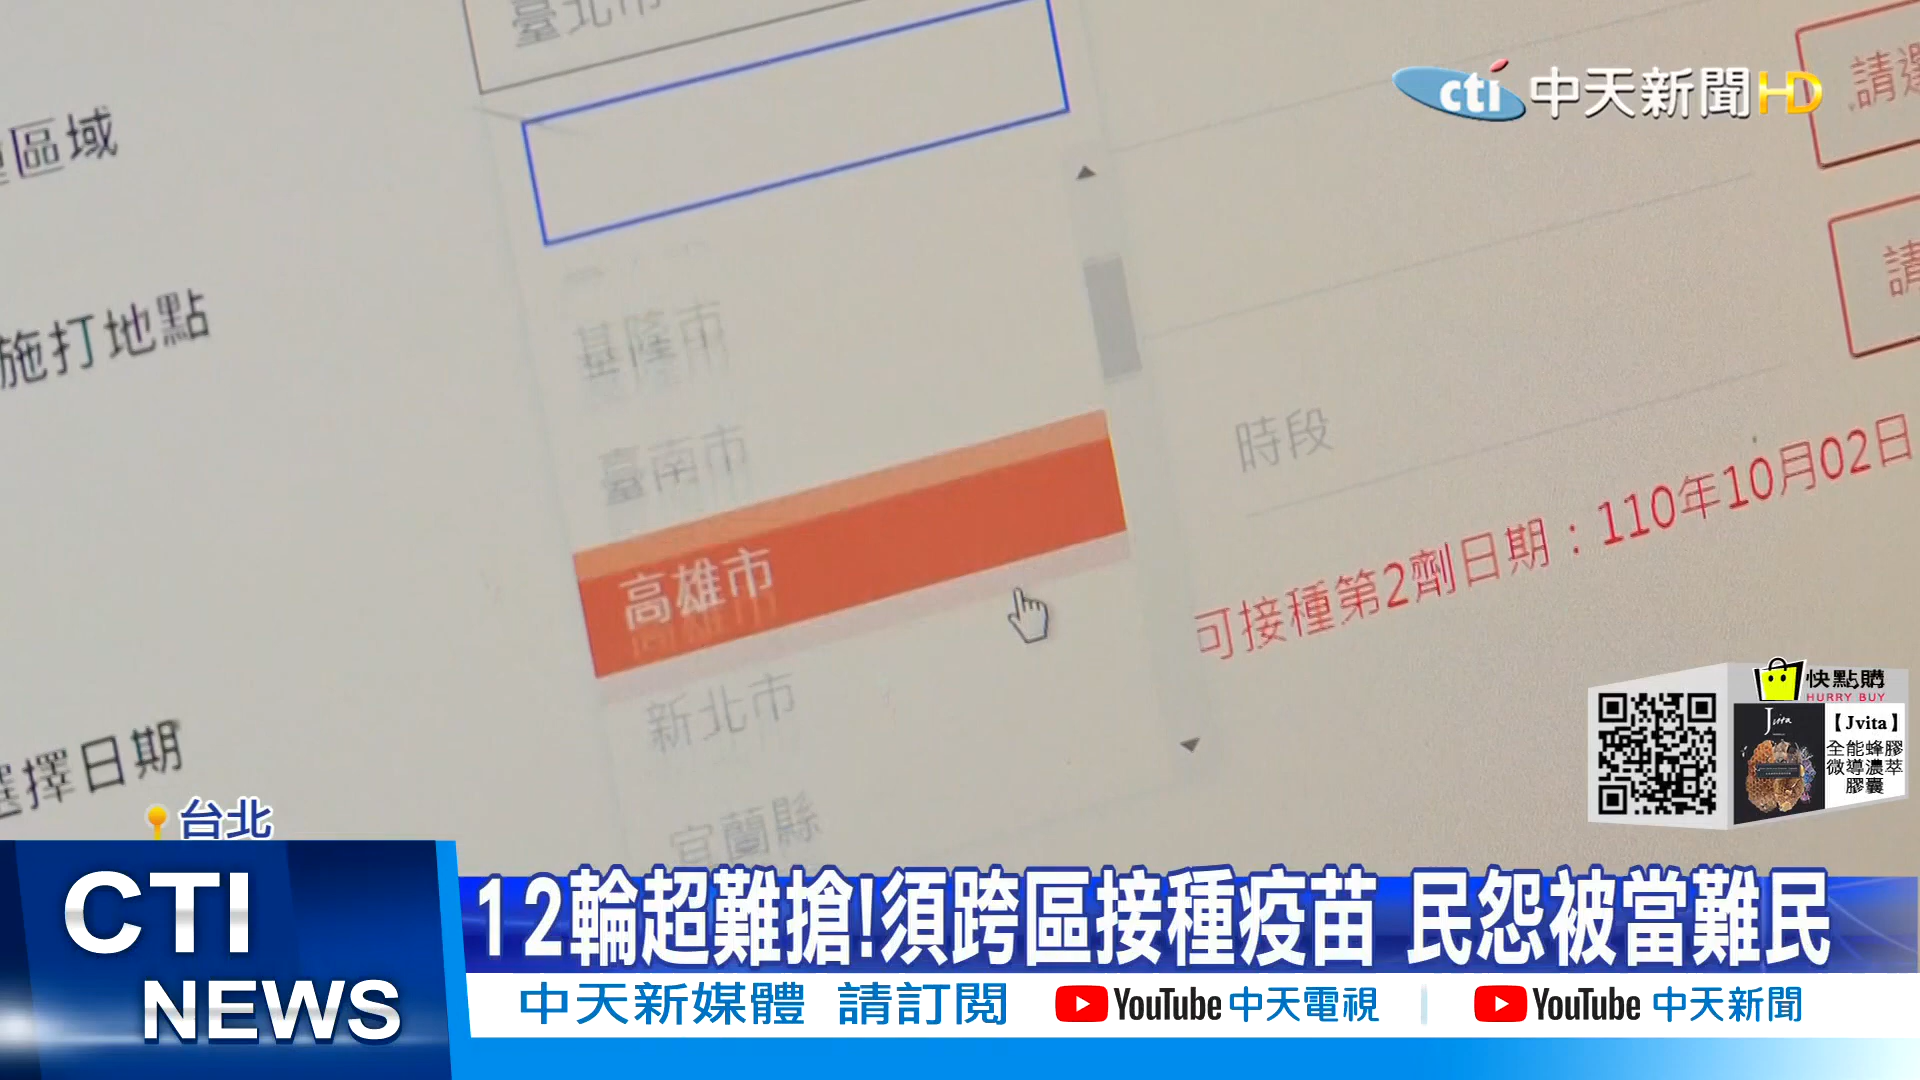 臺北市
cti 中天新聞HD
區域
施打地點
基隆市
臺南市
高雄市
新北市
宜蘭縣
時段
可接種第2劑日期：110年10月02日
選擇日期
快點購
HURRY BUY
Jvita
【Jvita】
全能蜂膠
微導濃萃
膠囊
台北
CTI
NEWS
12輪超難搶!須跨區接種疫苗 民怨被當難民
中天新媒體 請訂閱 YouTube 中天電視 YouTube 中天新聞